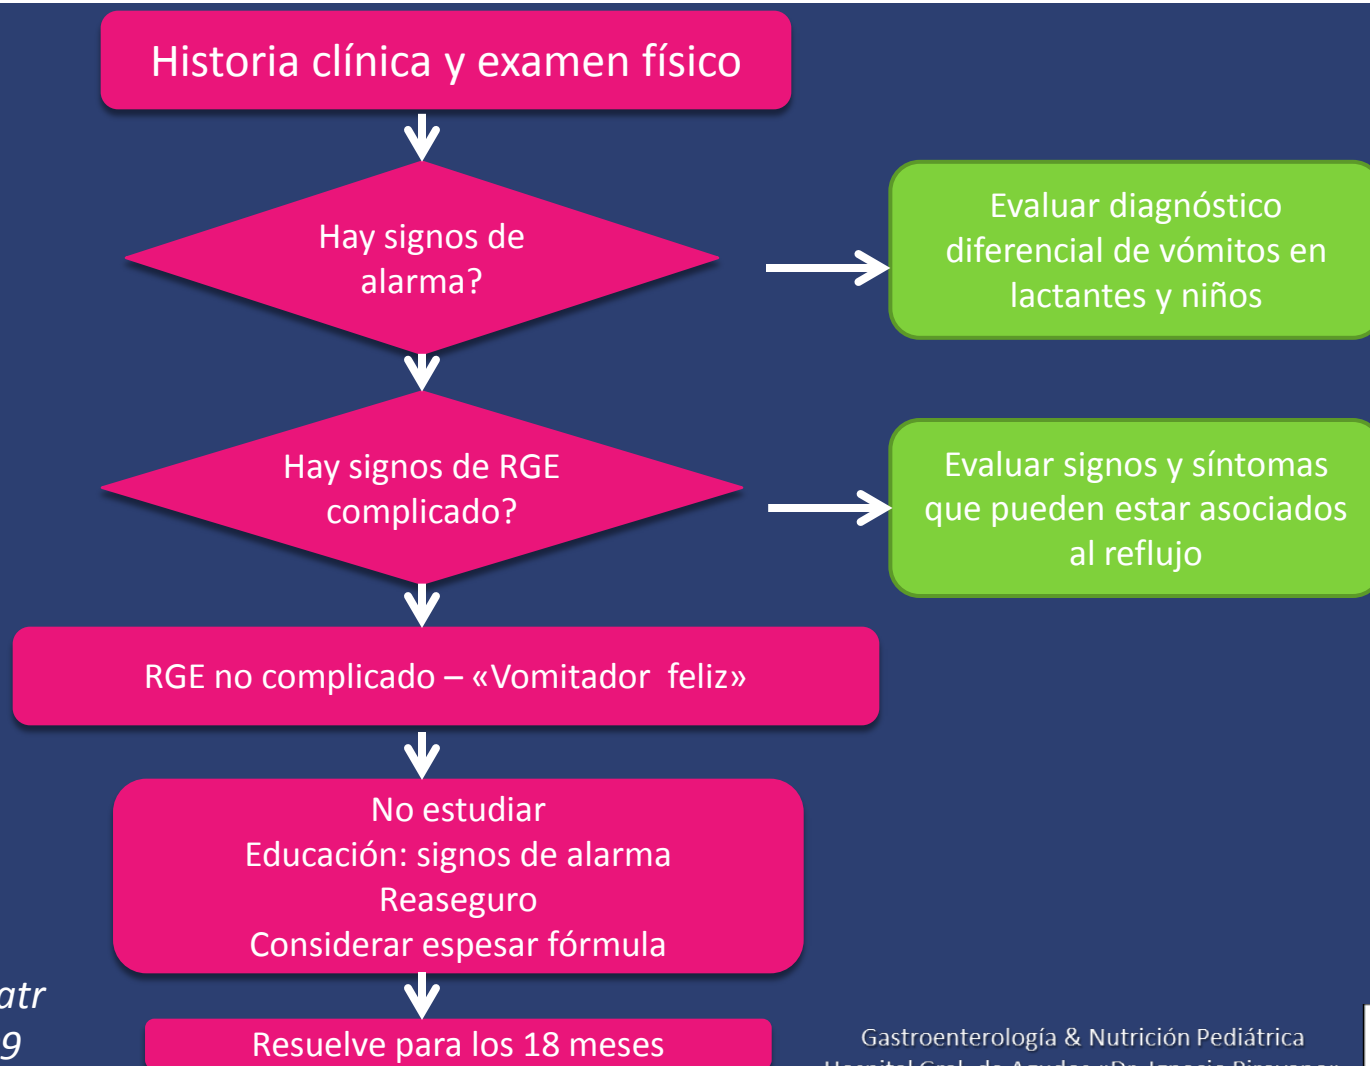 Historia clínica y examen físico
Hay signos de
alarma?
Evaluar diagnóstico
diferencial de vómitos en
lactantes y niños
Hay signos de RGE
complicado?
Evaluar signos y síntomas
que pueden estar asociados
al reflujo
RGE no complicado – «Vomitador feliz»
No estudiar
Educación: signos de alarma
Reaseguro
Considerar espesar fórmula
Resuelve para los 18 meses
atr
9
Gastroenterología & Nutrición Pediátrica